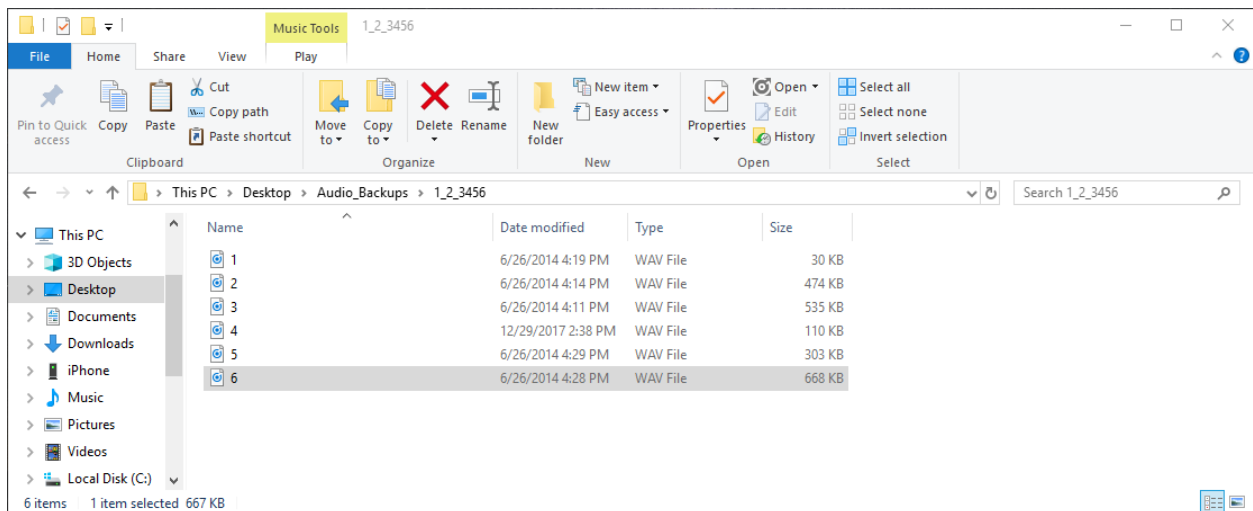 Music Tools 1_2_3456
File Home Share View Play
Pin to Quick access
Copy
Paste
Cut
Copy path
Paste shortcut
Clipboard
Move to
Copy to
Delete
Rename
Organize
New folder
New item
Easy access
New
Properties
Open
Edit
History
Open
Select all
Select none
Invert selection
Select
This PC > Desktop > Audio_Backups > 1_2_3456
Search 1_2_3456
This PC
3D Objects
Desktop
Documents
Downloads
iPhone
Music
Pictures
Videos
Local Disk (C:)
Name Date modified Type Size
1 6/26/2014 4:19 PM WAV File 30 KB
2 6/26/2014 4:14 PM WAV File 474 KB
3 6/26/2014 4:11 PM WAV File 535 KB
4 12/29/2017 2:38 PM WAV File 110 KB
5 6/26/2014 4:29 PM WAV File 303 KB
6 6/26/2014 4:28 PM WAV File 668 KB
6 items 1 item selected 667 KB